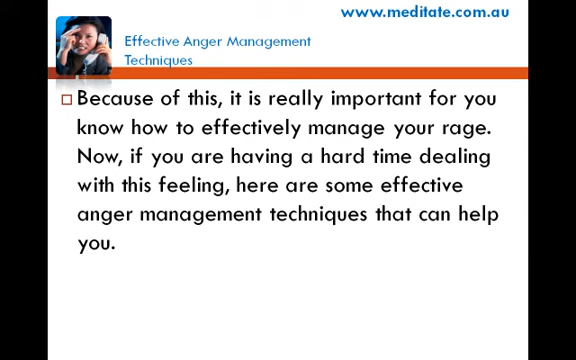 www.meditate.com.au
Effective Anger Management
Techniques
Because of this, it is really important for you
know how to effectively manage your rage.
Now, if you are having a hard time dealing
with this feeling, here are some effective
anger management techniques that can help
you.